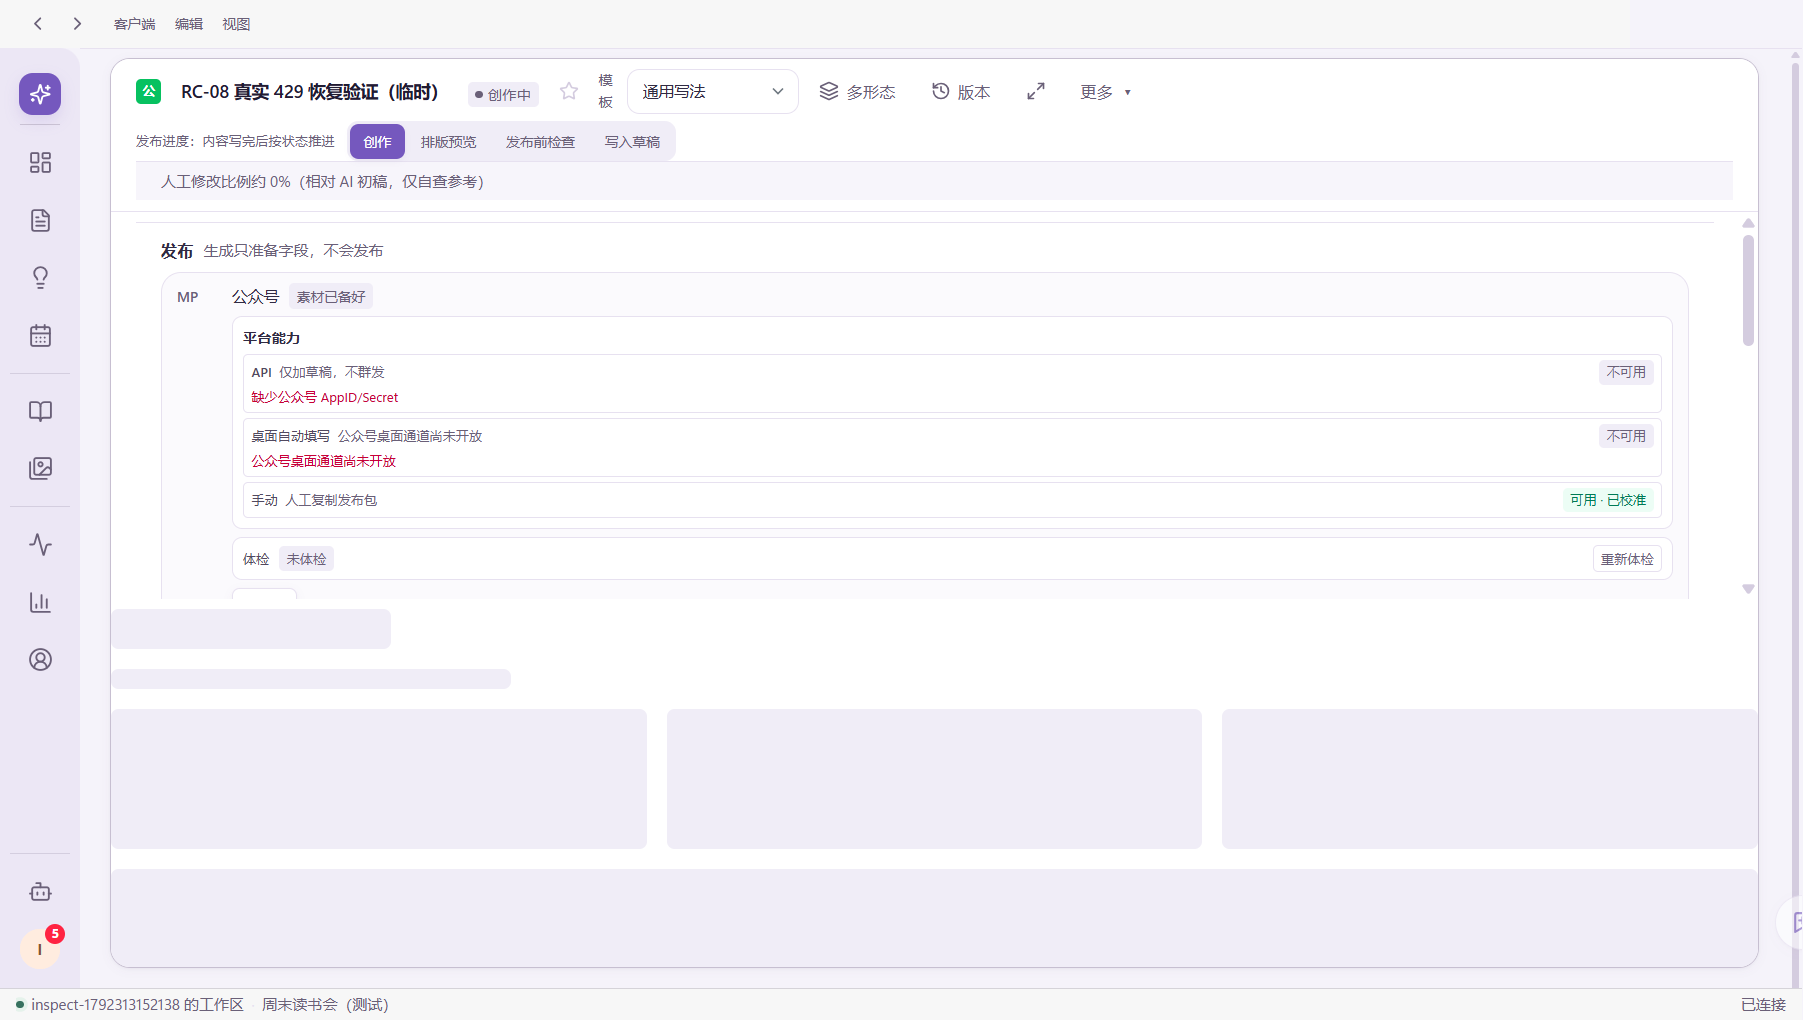 客户端 编辑 视图
公 RC-08 真实 429 恢复验证（临时） 创作中 模板 通用写法 多形态 版本 更多
发布进度：内容写完后按状态推进 创作 排版预览 发布前检查 写入草稿
人工修改比例约 0%（相对 AI 初稿，仅自查参考）
发布 生成只准备字段，不会发布
MP 公众号 素材已备好
平台能力
API 仅加草稿，不群发 不可用
缺少公众号 AppID/Secret
桌面自动填写 公众号桌面通道尚未开放 不可用
公众号桌面通道尚未开放
手动 人工复制发布包 可用 · 已校准
体检 未体检 重新体检
5
I
inspect-1792313152138 的工作区 · 周末读书会（测试） 已连接